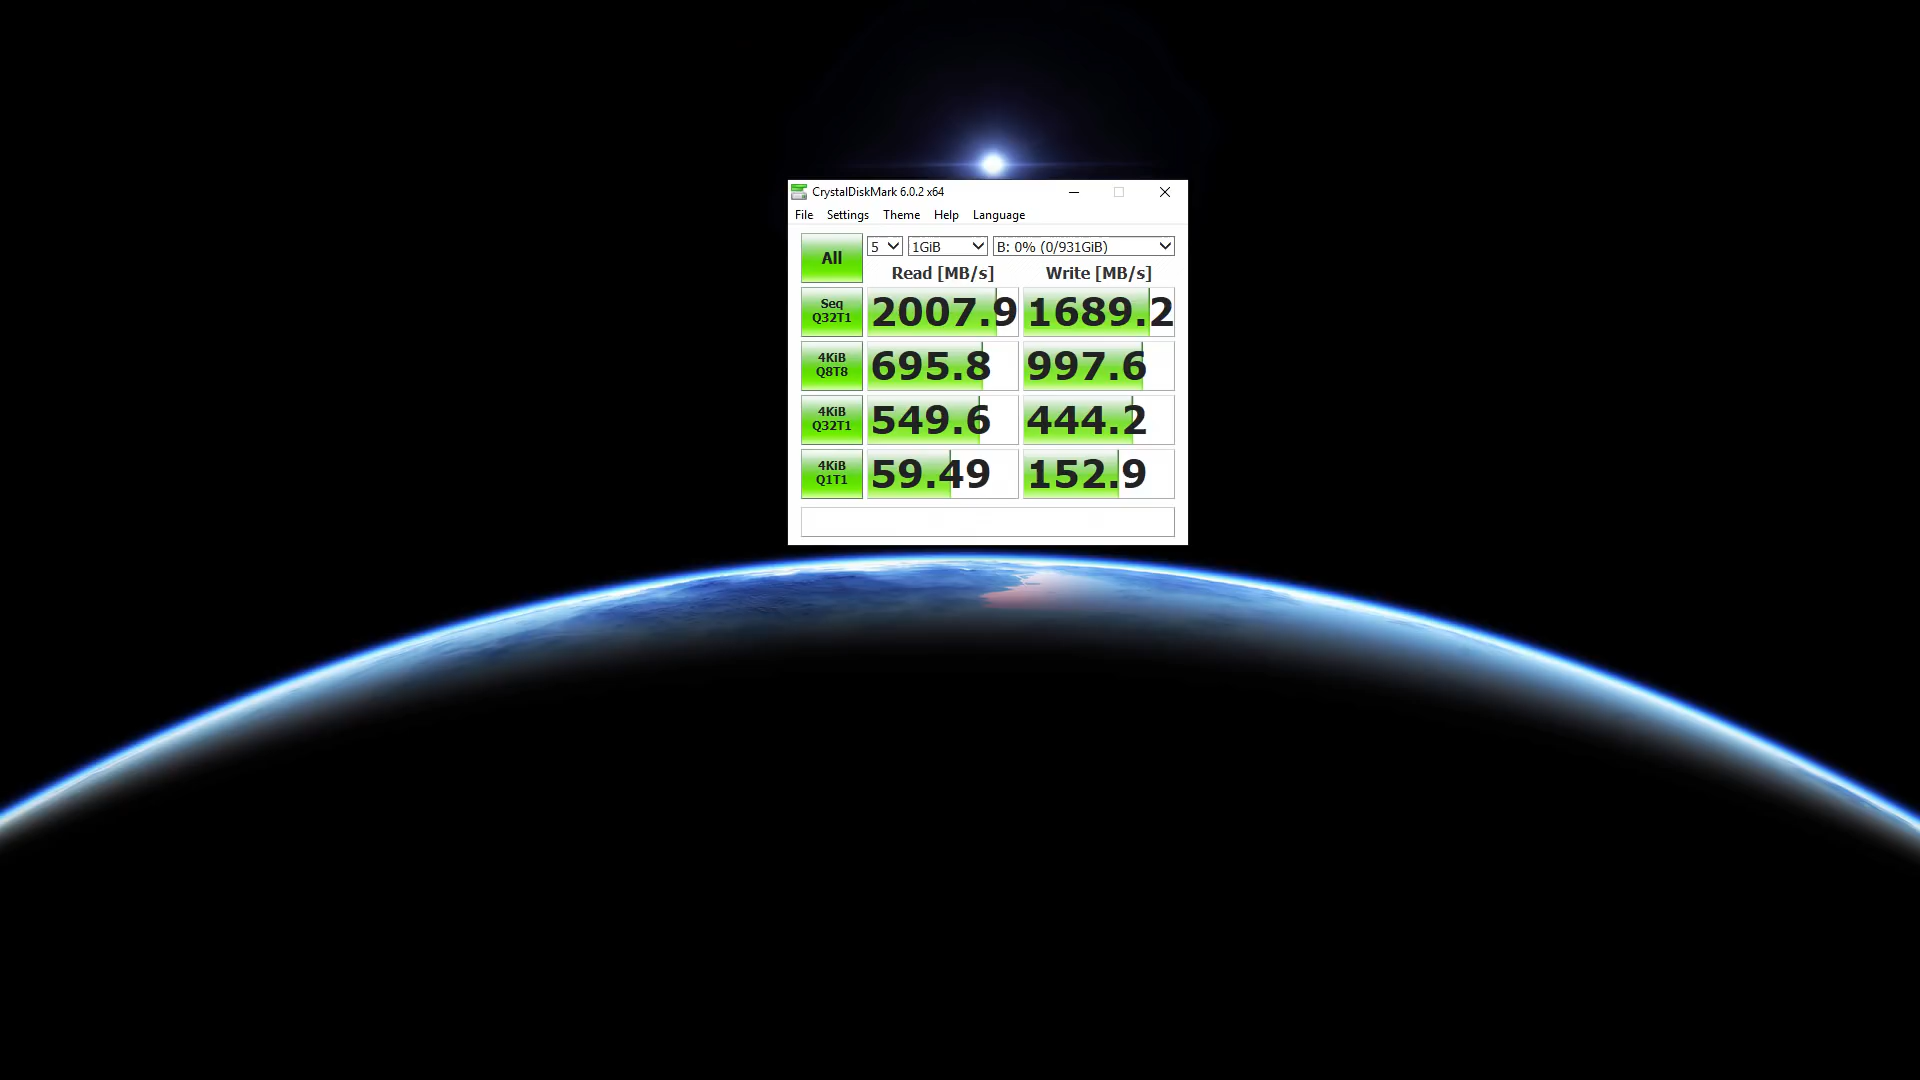 CrystalDiskMark 6.0.2 x64
File Settings Theme Help Language
All 5 1GiB B: 0% (0/931GiB)
Read [MB/s] Write [MB/s]
Seq
Q32T1 2007.9 1689.2
4KiB
Q8T8 695.8 997.6
4KiB
Q32T1 549.6 444.2
4KiB
Q1T1 59.49 152.9